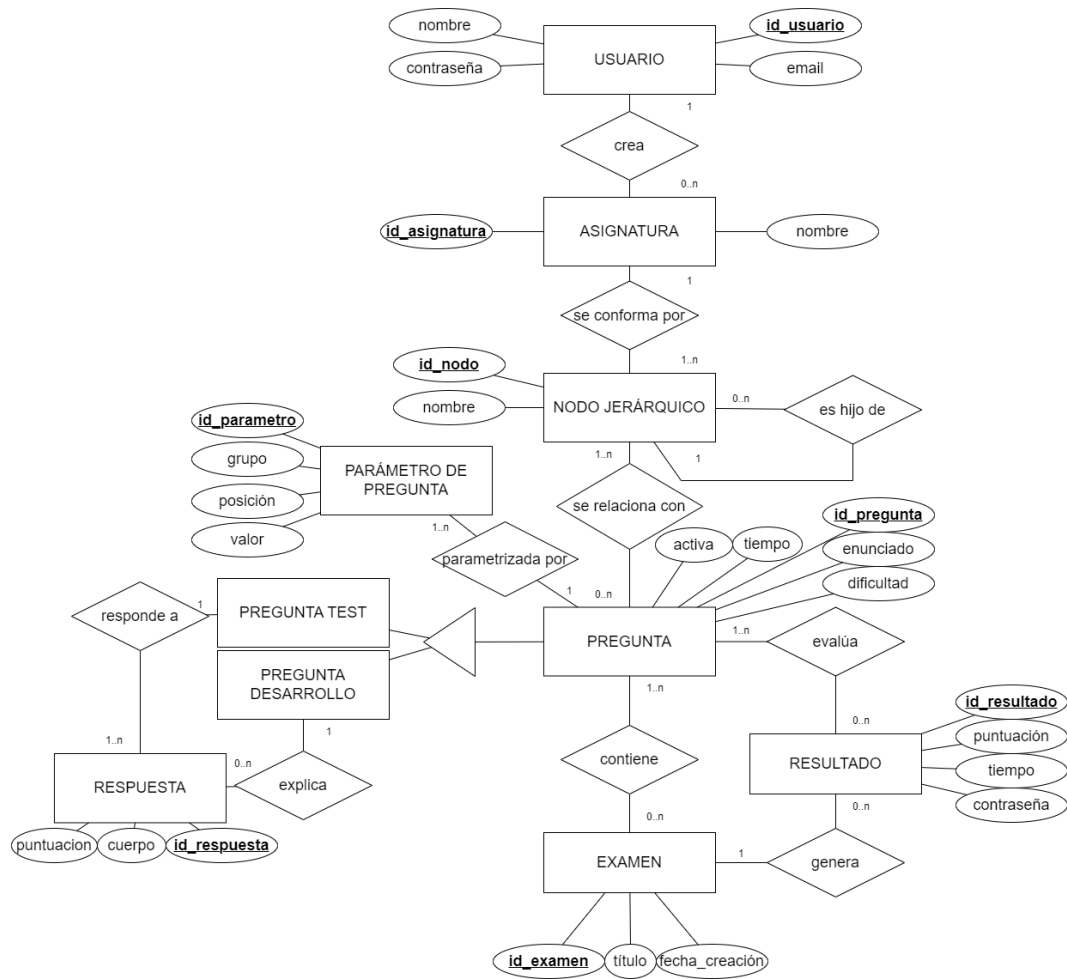 nombre
id_usuario
USUARIO
contraseña
email
1
crea
0..n
id_asignatura
ASIGNATURA
nombre
1
se conforma por
1..n
id_nodo
nombre
NODO JERÁRQUICO
0..n
es hijo de
1
1..n
id_parametro
grupo
posición
valor
PARÁMETRO DE
PREGUNTA
1..n
se relaciona con
id_pregunta
activa
tiempo
enunciado
dificultad
parametrizada por
1
0..n
responde a
1
PREGUNTA TEST
PREGUNTA
1..n
evalúa
PREGUNTA
DESARROLLO
1
1..n
0..n
1..n
0..n
id_resultado
puntuación
tiempo
contraseña
RESULTADO
contiene
RESPUESTA
explica
0..n
0..n
puntuacion
cuerpo
id_respuesta
EXAMEN
1
genera
id_examen
título
fecha_creación